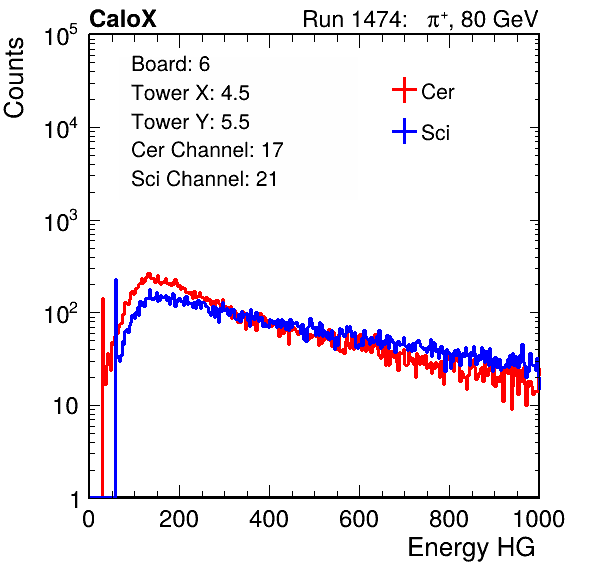 CaloX Run 1474: π⁺, 80 GeV
Counts
10⁵
10⁴
10³
10²
10
1
Board: 6
Tower X: 4.5
Tower Y: 5.5
Cer Channel: 17
Sci Channel: 21
Cer
Sci
0 200 400 600 800 1000
Energy HG